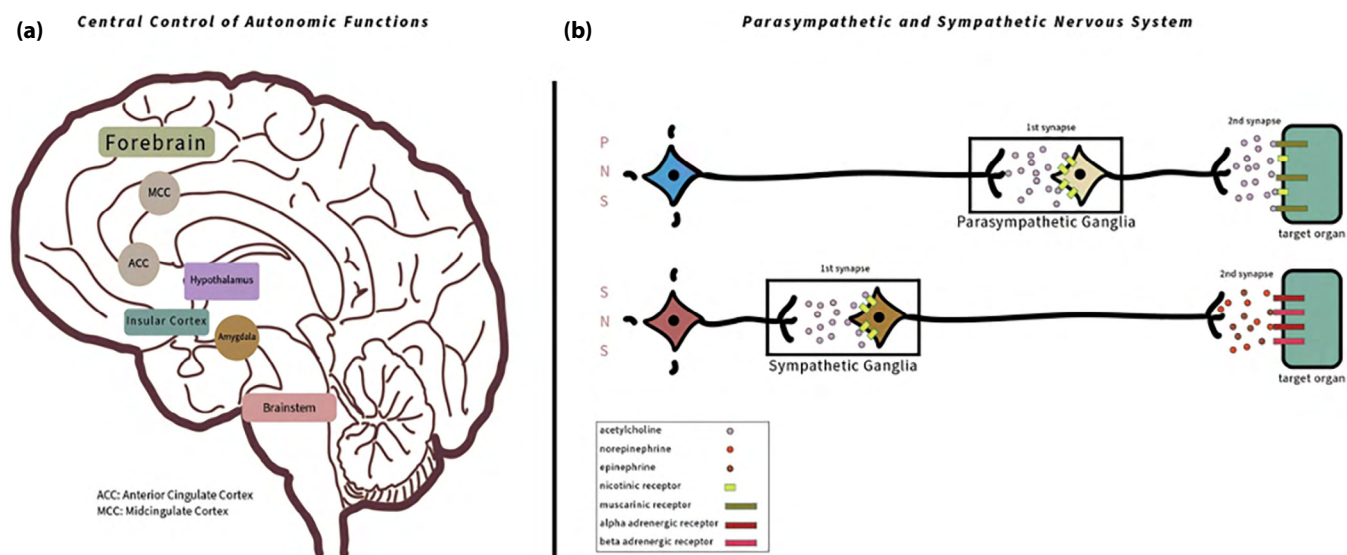 Central Control of Autonomic Functions
(a)
Forebrain
MCC
ACC
Hypothalamus
Insular Cortex
Amygdala
Brainstem
ACC: Anterior Cingulate Cortex
MCC: Midcingulate Cortex
Parasympathetic and Sympathetic Nervous System
(b)
P
N
S
1st synapse
Parasympathetic Ganglia
2nd synapse
target organ
S
N
S
1st synapse
Sympathetic Ganglia
2nd synapse
target organ
acetylcholine
norepinephrine
epinephrine
nicotinic receptor
muscarinic receptor
alpha adrenergic receptor
beta adrenergic receptor